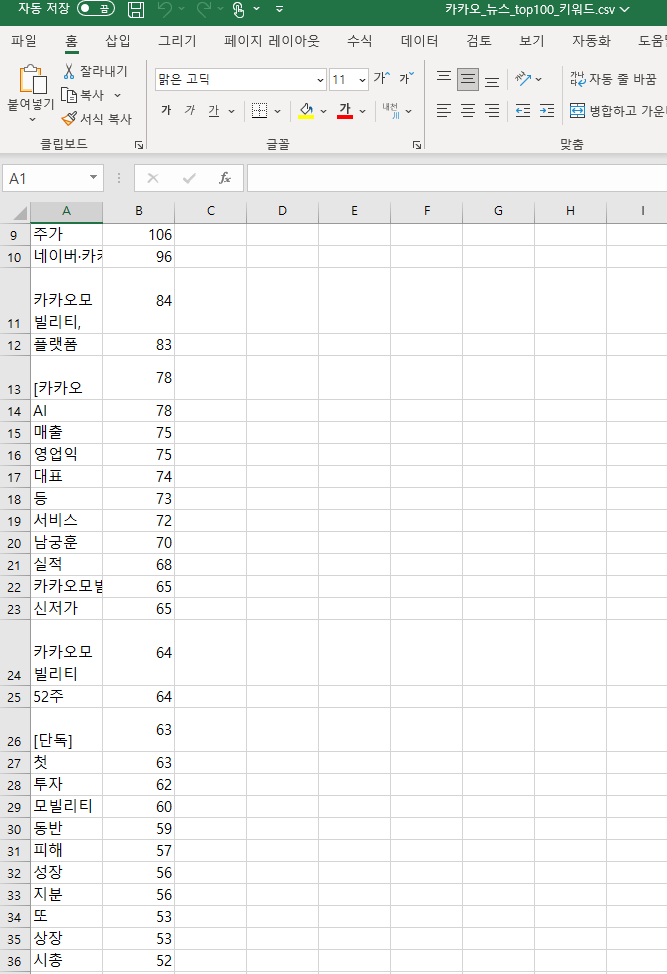 자동 저장 끔 카카오_뉴스_top100_키워드.csv
파일 홈 삽입 그리기 페이지 레이아웃 수식 데이터 검토 보기 자동화 도움
붙여넣기 잘라내기 복사 서식 복사
맑은 고딕 11 가 가
가 가 가 가 내천
자동 줄 바꿈
병합하고 가운
클립보드 글꼴 맞춤
A1 fx
A B C D E F G H I
9 주가 106
10 네이버·카카 96
11 카카오모
빌리티, 84
12 플랫폼 83
13 [카카오 78
14 AI 78
15 매출 75
16 영업익 75
17 대표 74
18 등 73
19 서비스 72
20 남궁훈 70
21 실적 68
22 카카오모빌 65
23 신저가 65
24 카카오모
빌리티 64
25 52주 64
26 [단독] 63
27 첫 63
28 투자 62
29 모빌리티 60
30 동반 59
31 피해 57
32 성장 56
33 지분 56
34 또 53
35 상장 53
36 시종 52